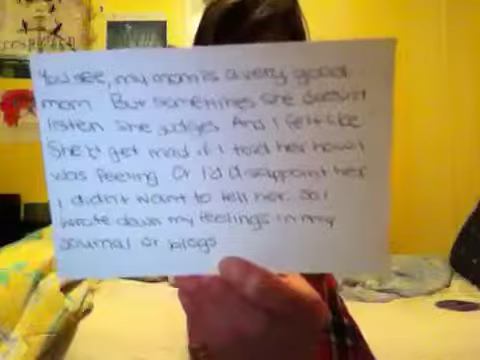 You see, my mom is a very good
mom. But sometimes she doesn't
listen. She judges. And I felt like
She'd get mad if I told her how I
was feeling. Or I'd disappoint her
I didn't want to tell her. So I
wrote down my feelings in my
journal or blogs